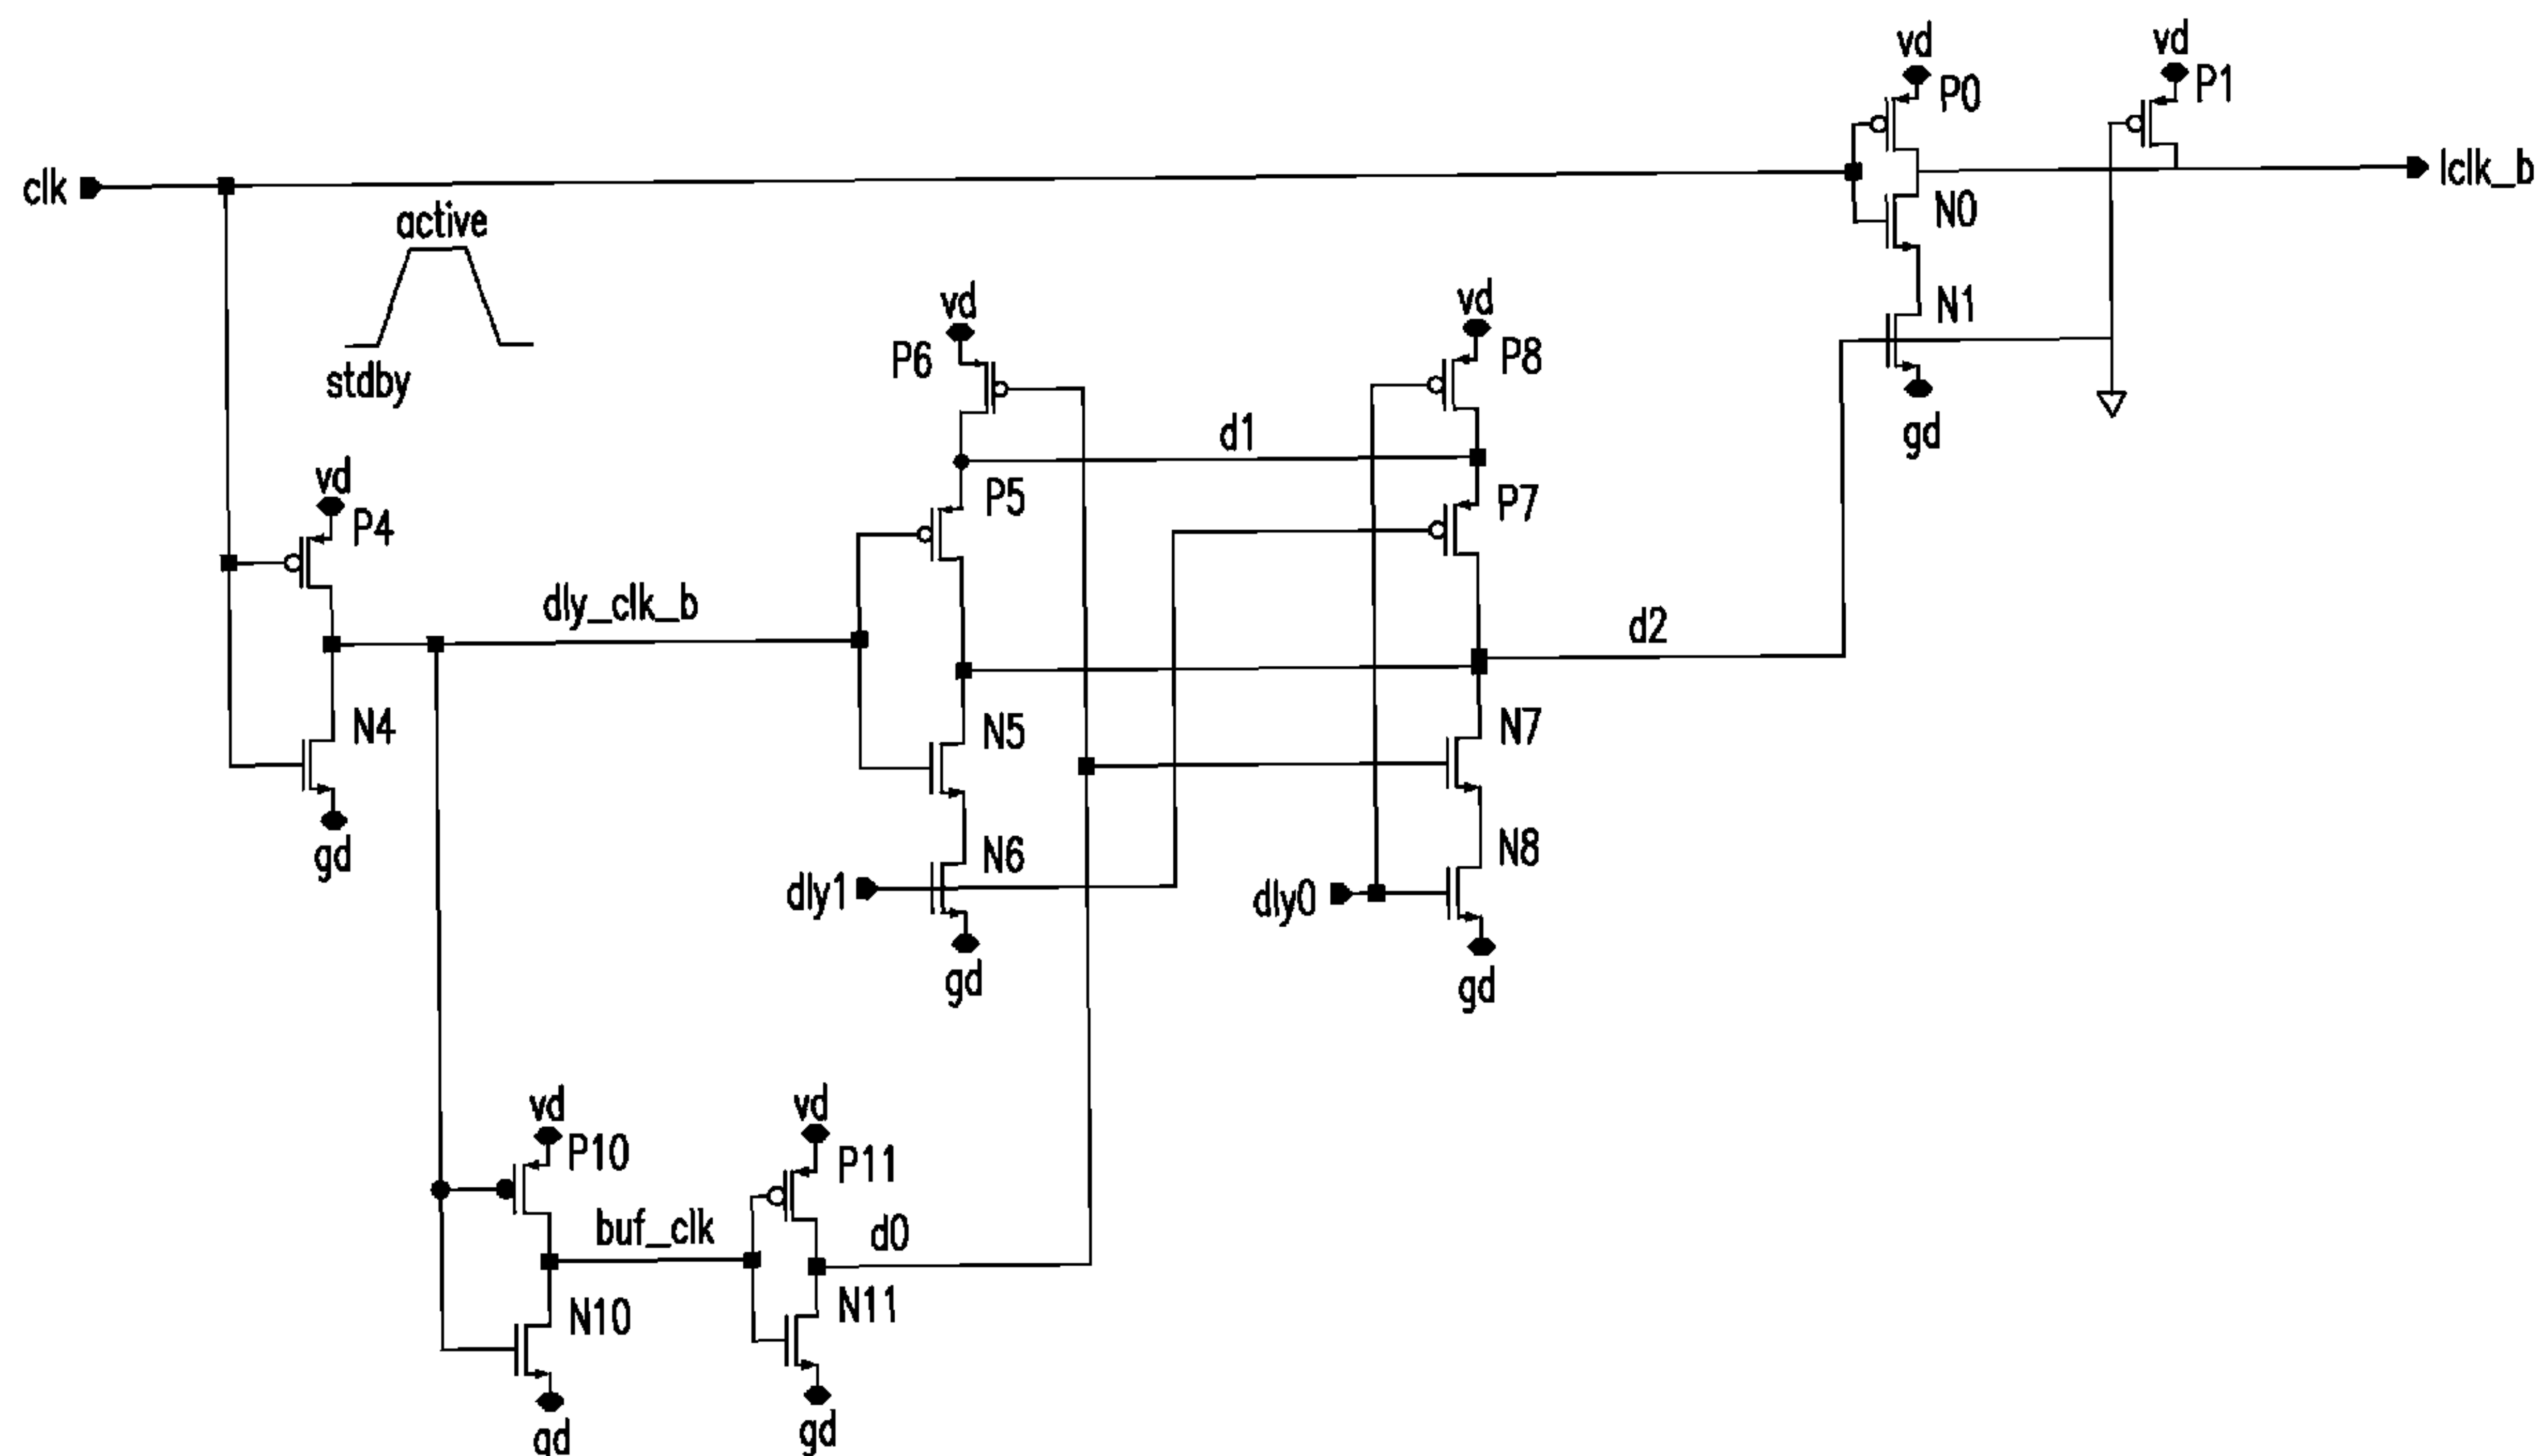 vd
P0
vd
P1
clk
lclk_b
active
N0
stdby
vd
P6
vd
P8
N1
gd
d1
vd
P4
P5
P7
dly_clk_b
d2
N4
N5
N7
gd
N6
N8
dly1
dly0
gd
gd
vd
P10
vd
P11
buf_clk
d0
N10
N11
gd
gd